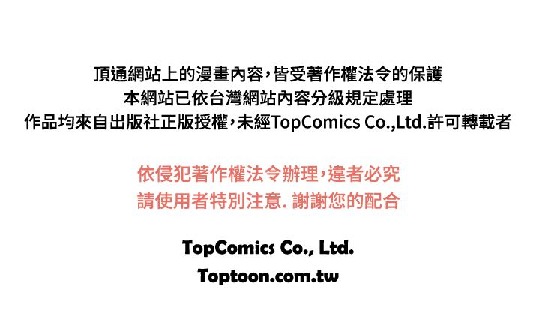 頂通網站上的漫畫內容，皆受著作權法令的保護
本網站已依台灣網站內容分級規定處理
作品均來自出版社正版授權，未經TopComics Co.,Ltd.許可轉載者
依侵犯著作權法令辦理，違者必究
請使用者特別注意. 謝謝您的配合
TopComics Co., Ltd.
Toptoon.com.tw